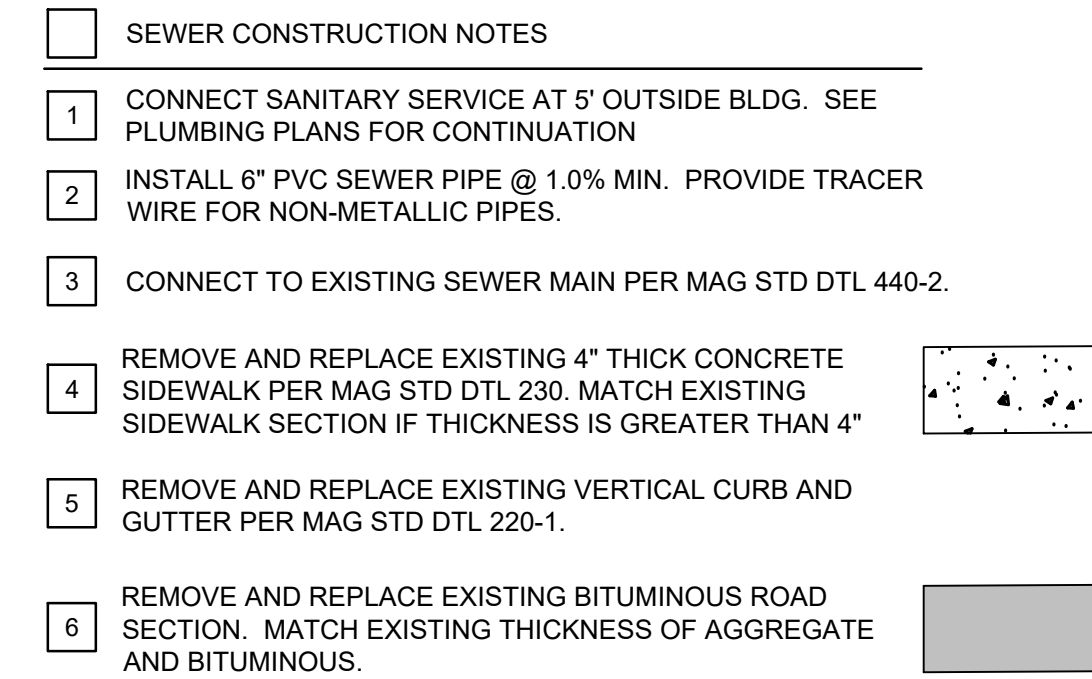 SEWER CONSTRUCTION NOTES
1
CONNECT SANITARY SERVICE AT 5' OUTSIDE BLDG. SEE
PLUMBING PLANS FOR CONTINUATION
2
INSTALL 6" PVC SEWER PIPE @ 1.0% MIN. PROVIDE TRACER
WIRE FOR NON-METALLIC PIPES.
3
CONNECT TO EXISTING SEWER MAIN PER MAG STD DTL 440-2.
4
REMOVE AND REPLACE EXISTING 4" THICK CONCRETE
SIDEWALK PER MAG STD DTL 230. MATCH EXISTING
SIDEWALK SECTION IF THICKNESS IS GREATER THAN 4"
5
REMOVE AND REPLACE EXISTING VERTICAL CURB AND
GUTTER PER MAG STD DTL 220-1.
6
REMOVE AND REPLACE EXISTING BITUMINOUS ROAD
SECTION. MATCH EXISTING THICKNESS OF AGGREGATE
AND BITUMINOUS.